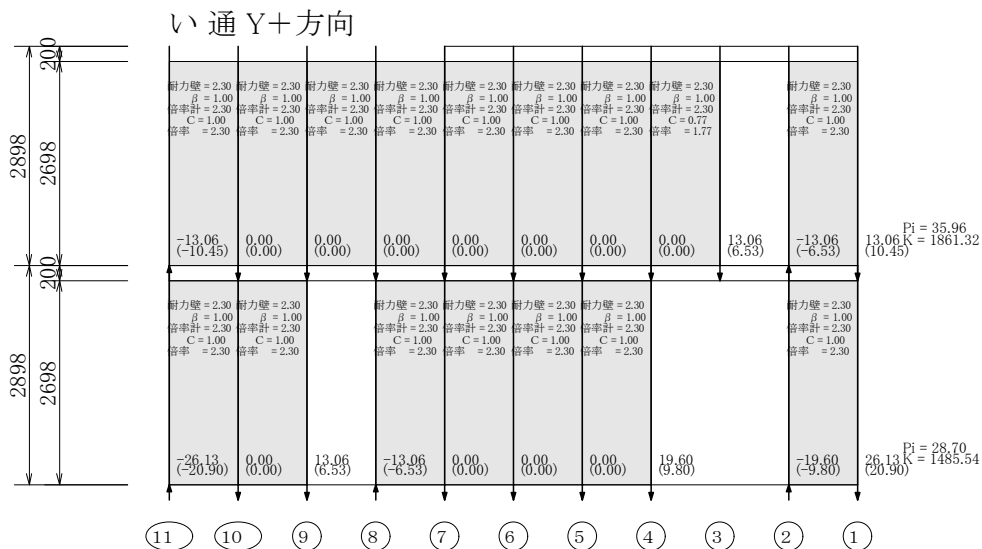 い 通 Y＋方向
200
2898
2698
耐力壁 = 2.30 耐力壁 = 2.30 耐力壁 = 2.30 耐力壁 = 2.30 耐力壁 = 2.30 耐力壁 = 2.30 耐力壁 = 2.30 耐力壁 = 2.30 耐力壁 = 2.30
β = 1.00 β = 1.00 β = 1.00 β = 1.00 β = 1.00 β = 1.00 β = 1.00 β = 1.00 β = 1.00
倍率計 = 2.30 倍率計 = 2.30 倍率計 = 2.30 倍率計 = 2.30 倍率計 = 2.30 倍率計 = 2.30 倍率計 = 2.30 倍率計 = 2.30 倍率計 = 2.30
C = 1.00 C = 1.00 C = 1.00 C = 1.00 C = 1.00 C = 1.00 C = 1.00 C = 0.77 C = 1.00
倍率 = 2.30 倍率 = 2.30 倍率 = 2.30 倍率 = 2.30 倍率 = 2.30 倍率 = 2.30 倍率 = 2.30 倍率 = 1.77 倍率 = 2.30
Pi = 35.96
−13.06 0.00 0.00 0.00 0.00 0.00 0.00 0.00 13.06 −13.06 13.06 K = 1861.32
(−10.45) (0.00) (0.00) (0.00) (0.00) (0.00) (0.00) (0.00) (6.53) (−6.53) (10.45)
200
2898
2698
耐力壁 = 2.30 耐力壁 = 2.30 耐力壁 = 2.30 耐力壁 = 2.30 耐力壁 = 2.30 耐力壁 = 2.30 耐力壁 = 2.30
β = 1.00 β = 1.00 β = 1.00 β = 1.00 β = 1.00 β = 1.00 β = 1.00
倍率計 = 2.30 倍率計 = 2.30 倍率計 = 2.30 倍率計 = 2.30 倍率計 = 2.30 倍率計 = 2.30 倍率計 = 2.30
C = 1.00 C = 1.00 C = 1.00 C = 1.00 C = 1.00 C = 1.00 C = 1.00
倍率 = 2.30 倍率 = 2.30 倍率 = 2.30 倍率 = 2.30 倍率 = 2.30 倍率 = 2.30 倍率 = 2.30
Pi = 28.70
−26.13 0.00 13.06 −13.06 0.00 0.00 0.00 19.60 −19.60 26.13 K = 1485.54
(−20.90) (0.00) (6.53) (−6.53) (0.00) (0.00) (0.00) (9.80) (−9.80) (20.90)
11 10 9 8 7 6 5 4 3 2 1